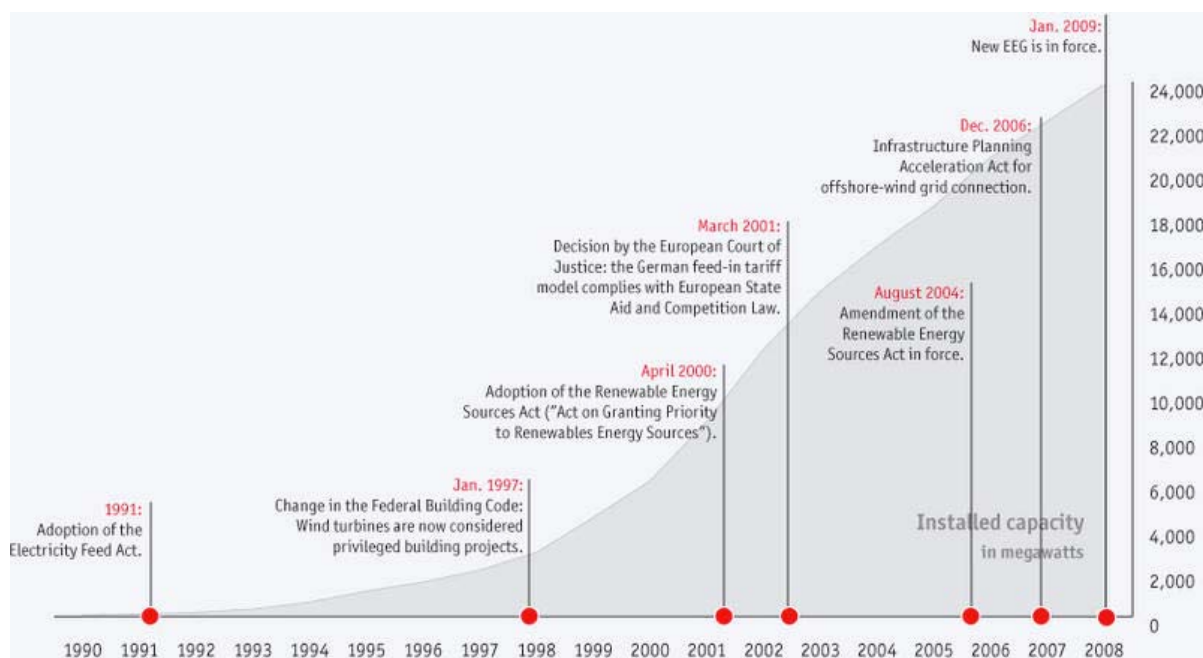 Jan. 2009:
New EEG is in force.
Dec. 2006:
Infrastructure Planning
Acceleration Act for
offshore-wind grid connection.
March 2001:
Decision by the European Court of
Justice: the German feed-in tariff
model complies with European State
Aid and Competition Law.
August 2004:
Amendment of the
Renewable Energy
Sources Act in force.
April 2000:
Adoption of the Renewable Energy
Sources Act ("Act on Granting Priority
to Renewables Energy Sources").
Jan. 1997:
Change in the Federal Building Code:
Wind turbines are now considered
privileged building projects.
1991:
Adoption of the
Electricity Feed Act.
Installed capacity
in megawatts
24,000
22,000
20,000
18,000
16,000
14,000
12,000
10,000
8,000
6,000
4,000
2,000
0
1990 1991 1992 1993 1994 1995 1996 1997 1998 1999 2000 2001 2002 2003 2004 2005 2006 2007 2008